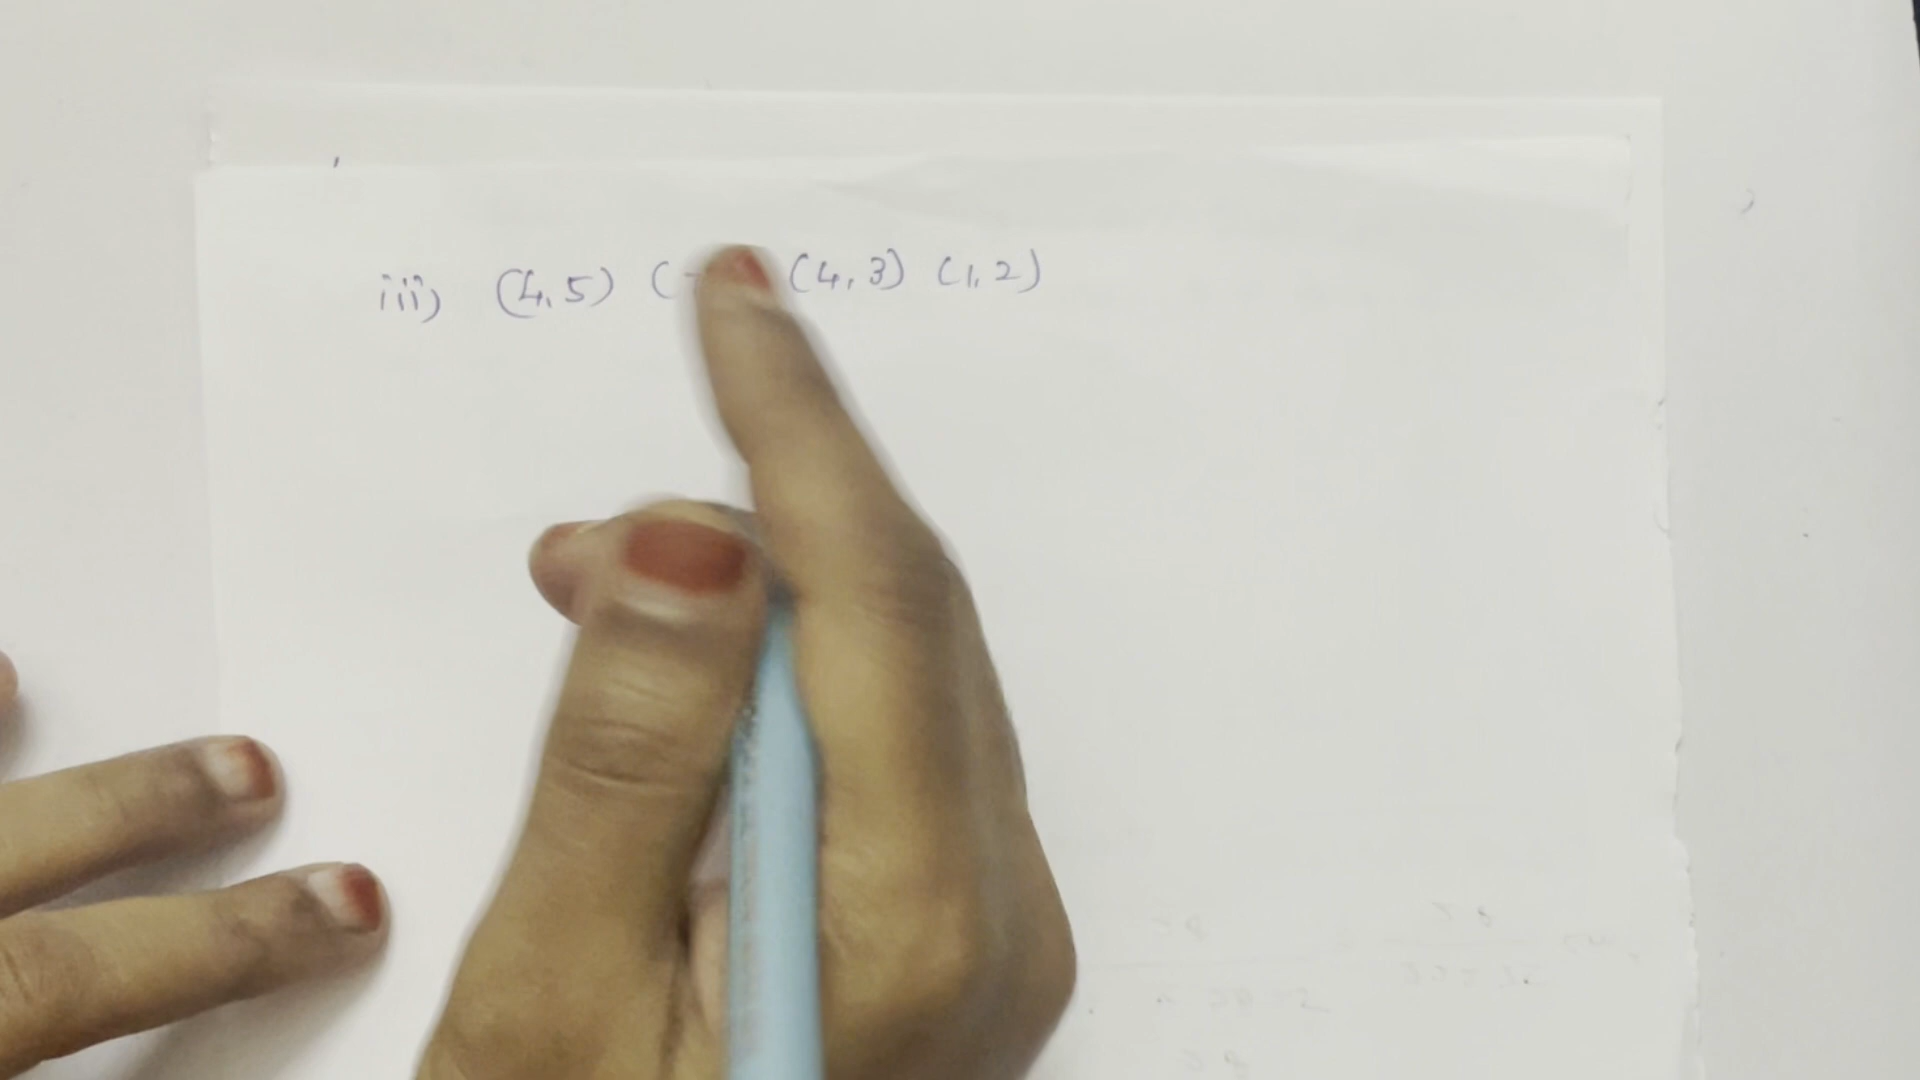 iii) (4,5) ( (4,3) (1,2)